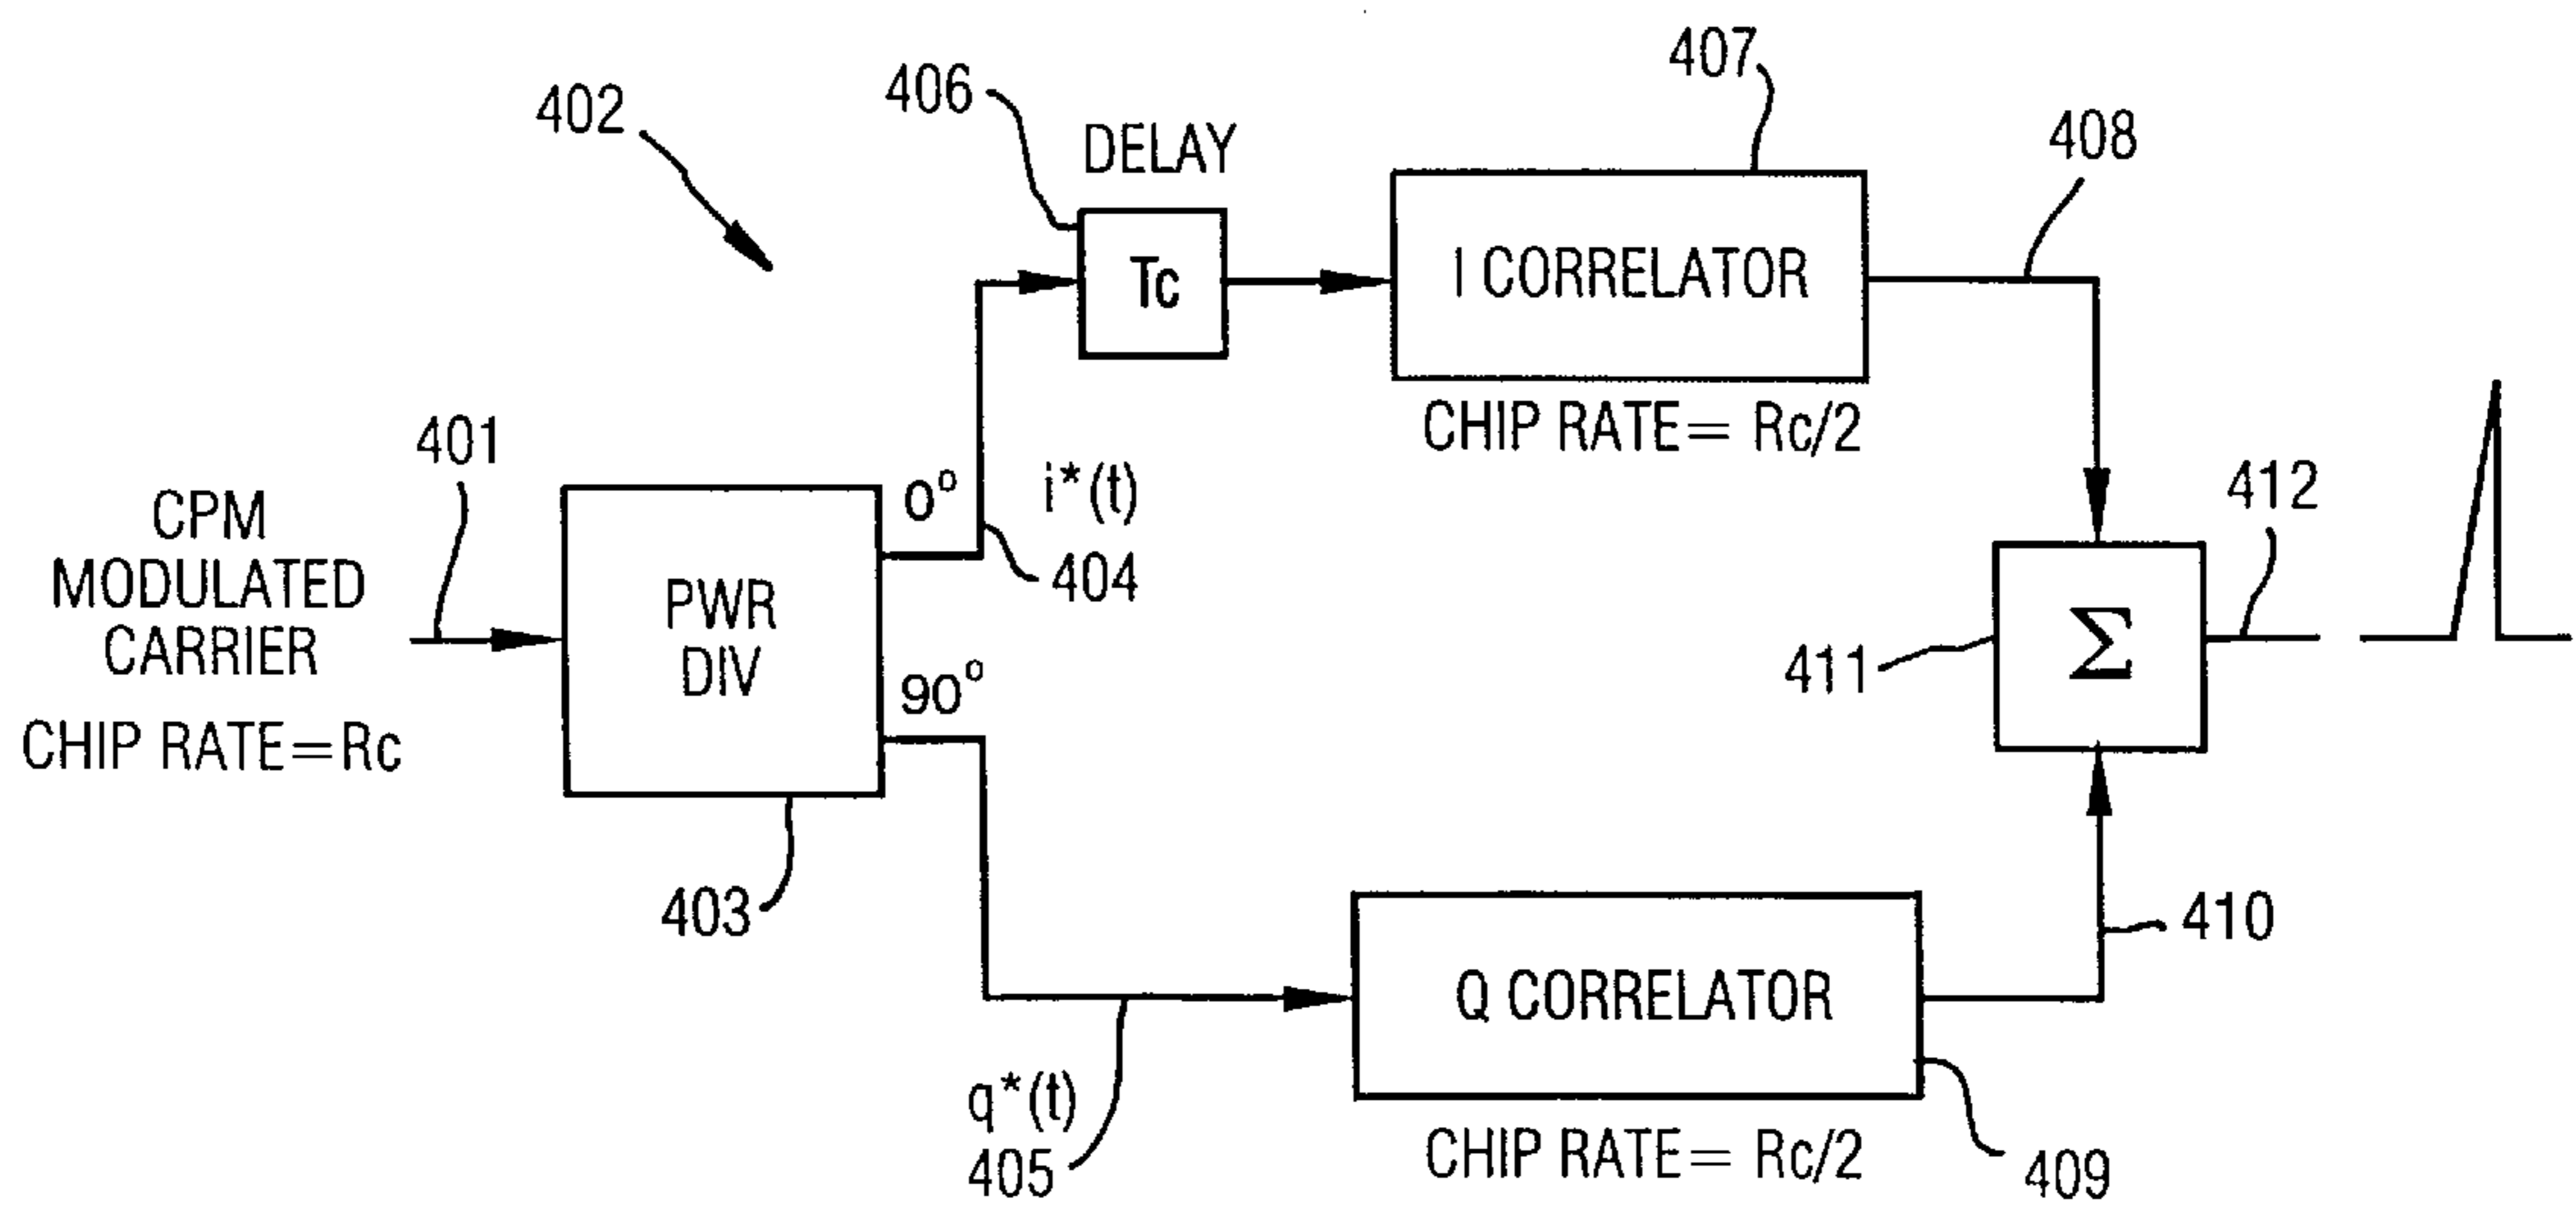 402
406
DELAY
Tc
407
I CORRELATOR
CHIP RATE= Rc/2
408
401
CPM
MODULATED
CARRIER
CHIP RATE=Rc
PWR
DIV
403
0°
i*(t)
404
90°
q*(t)
405
Q CORRELATOR
CHIP RATE= Rc/2
409
410
411
Σ
412